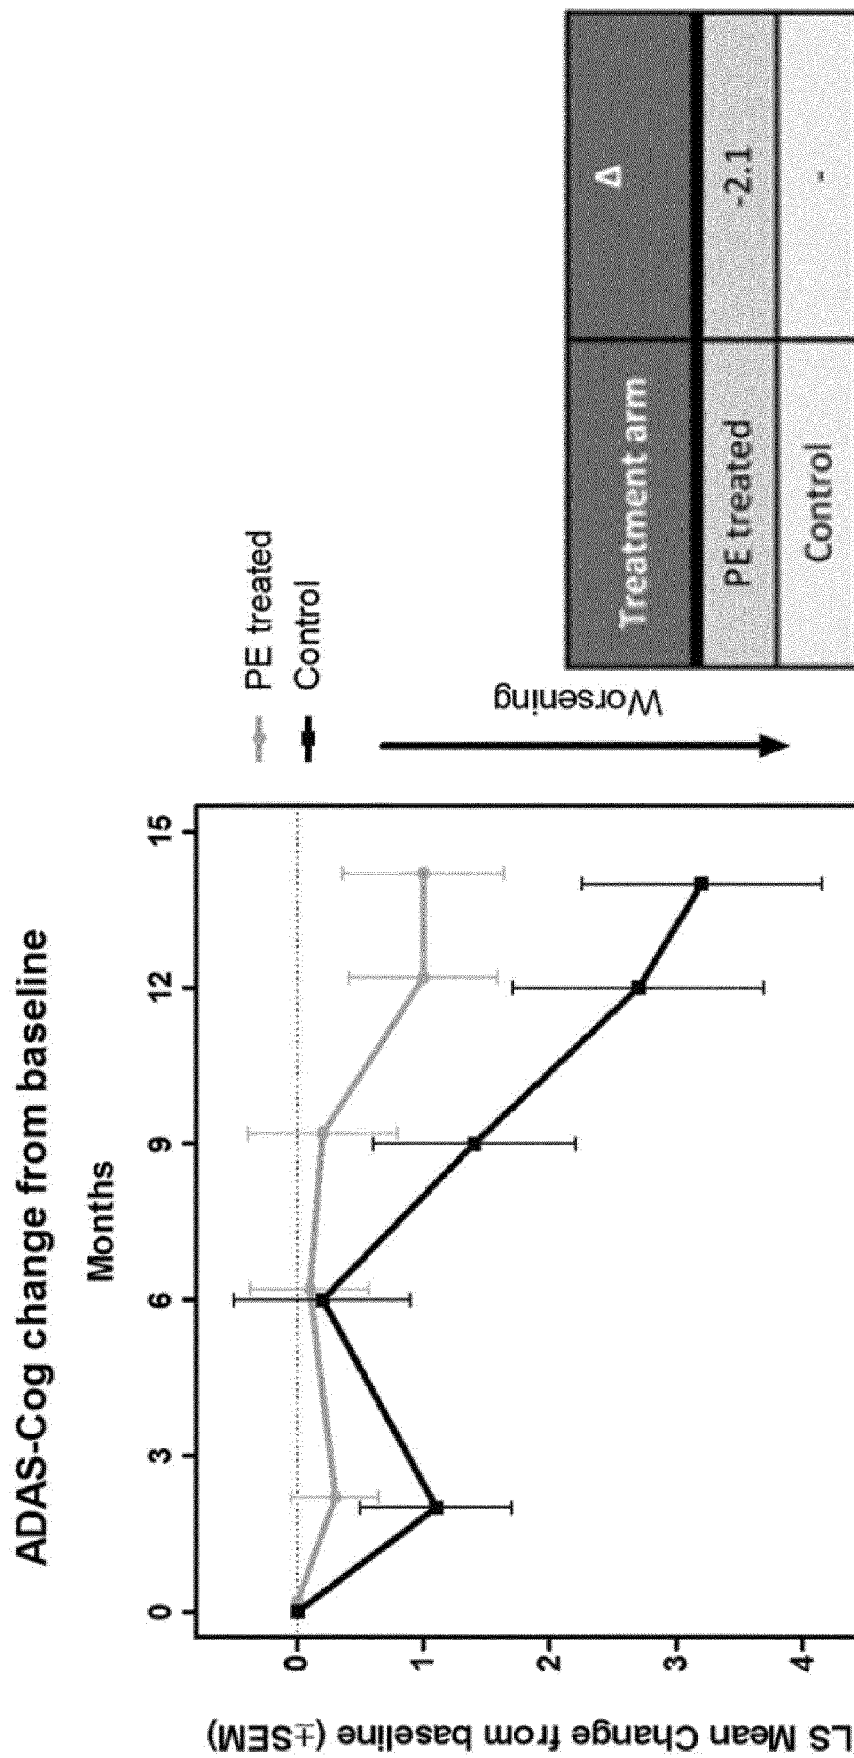 ADAS-Cog change from baseline
Months
0 3 6 9 12 15
0
1
2
3
4
LS Mean Change from baseline (±SEM)
PE treated
Control
Worsening
Treatment arm Δ
PE treated -2.1
Control -